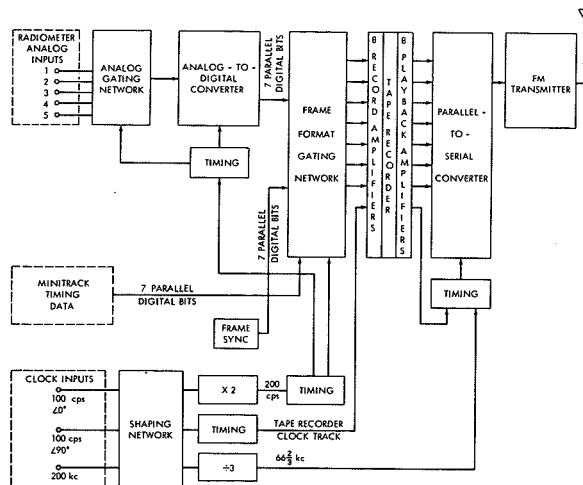 RADIOMETER
ANALOG
INPUTS
1
2
3
4
5
ANALOG
GATING
NETWORK
ANALOG - TO -
DIGITAL
CONVERTER
7 PARALLEL
DIGITAL BITS
TIMING
FRAME
FORMAT
GATING
NETWORK
8 RECORD AMPLIFIERS
TAPE RECORDER
8 PLAYBACK AMPLIFIERS
PARALLEL -
TO -
SERIAL
CONVERTER
FM
TRANSMITTER
7 PARALLEL
DIGITAL BITS
MINITRACK
TIMING
DATA
7 PARALLEL
DIGITAL BITS
FRAME
SYNC
TIMING
CLOCK INPUTS
100 cps
∠0°
100 cps
∠90°
200 kc
SHAPING
NETWORK
X 2
200
cps
TIMING
TIMING
TAPE RECORDER
CLOCK TRACK
÷3
66⅔ kc